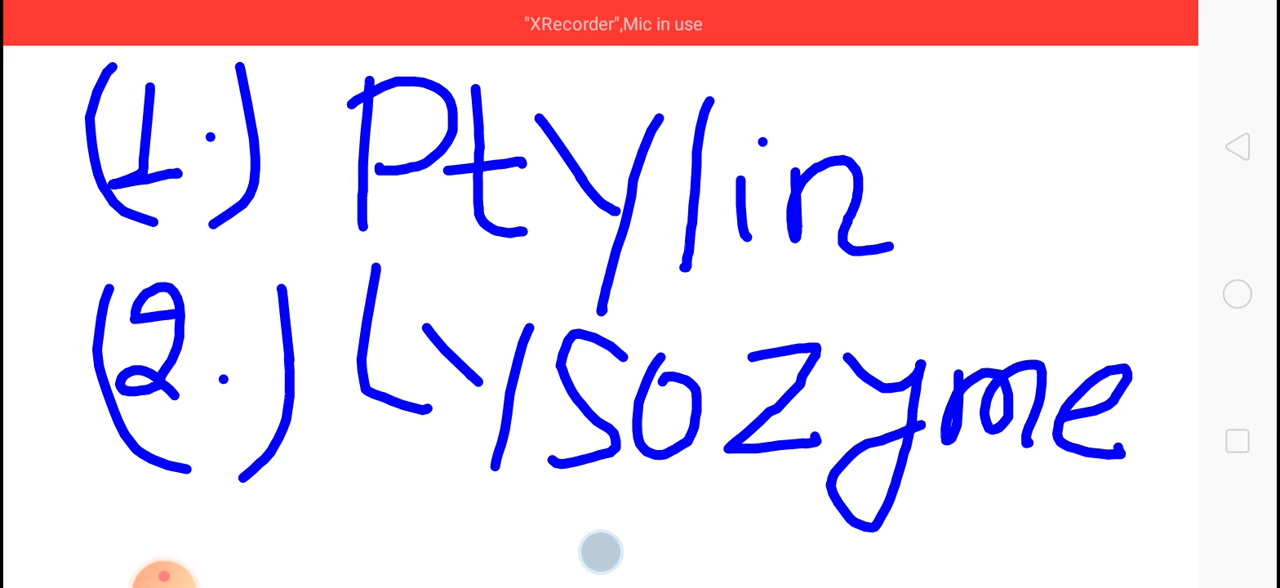 "XRecorder",Mic in use
(1.) Ptylin
(2.) Lysozyme